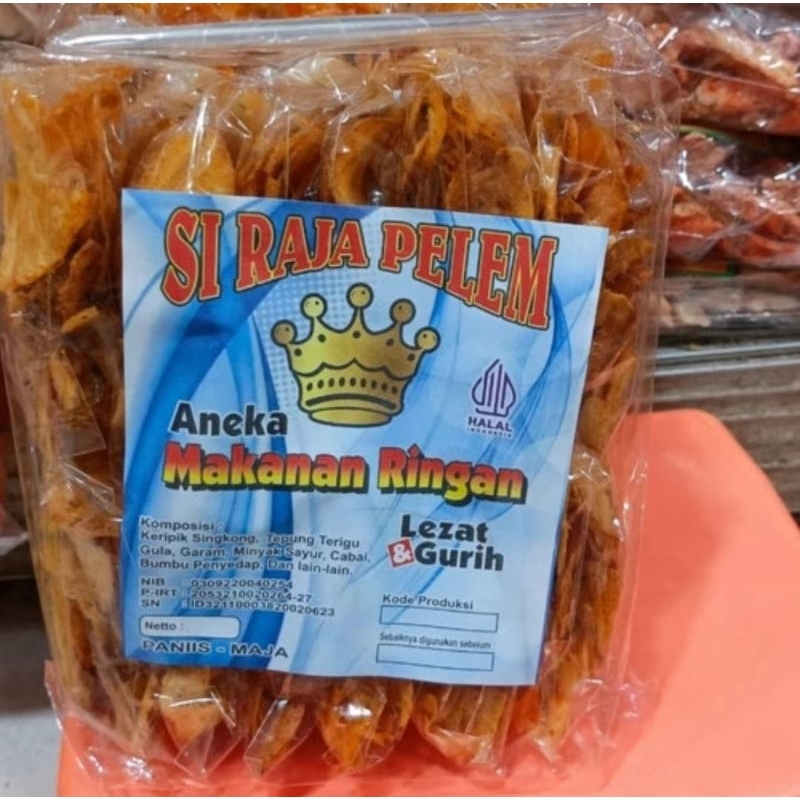 SI RAJA PELEM
HALAL
INDONESIA
Aneka
Makanan Ringan
Lezat
& Gurih
Komposisi :
Keripik Singkong, Tepung Terigu
Gula, Garam, Minyak Sayur, Cabai,
Bumbu Penyedap, Dan lain-lain.
NIB : 0309220040254
P-IRT : 2053210020264-27
SN : ID32110003820020623
Netto :
PANIIS - MAJA
Kode Produksi
Sebaiknya digunakan sebelum